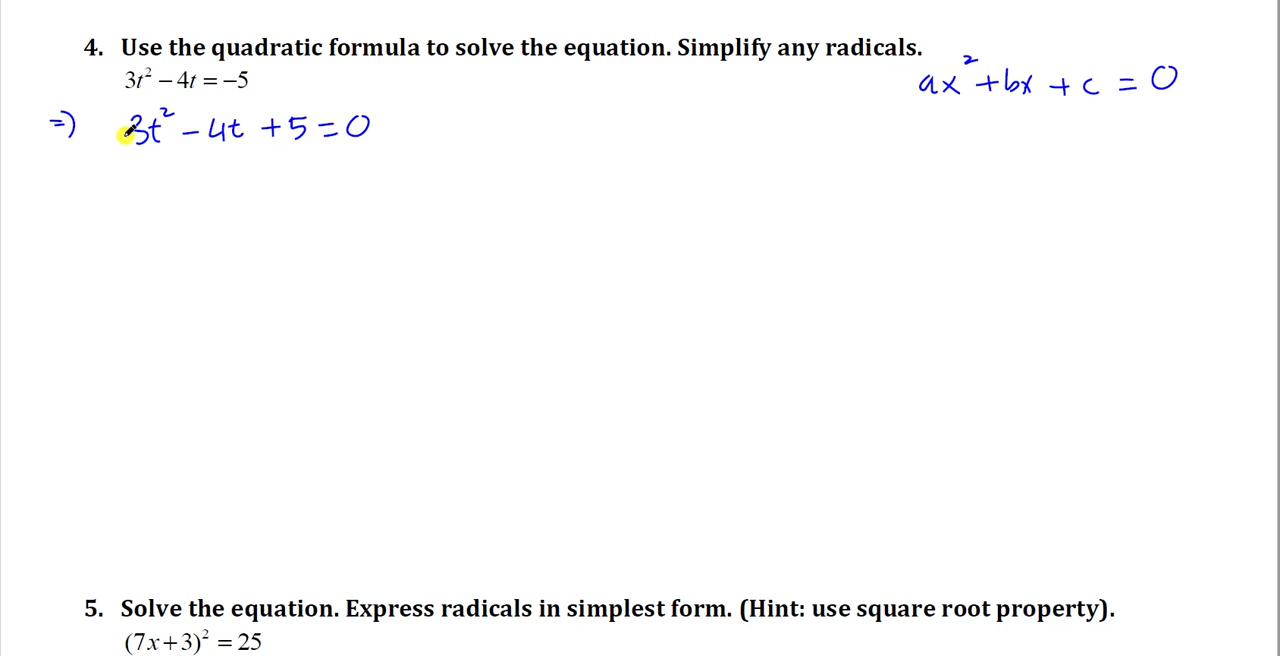 4. Use the quadratic formula to solve the equation. Simplify any radicals.
3t² − 4t = −5
ax² + bx + c = 0
⇒ 3t² − 4t + 5 = 0
5. Solve the equation. Express radicals in simplest form. (Hint: use square root property).
(7x + 3)² = 25